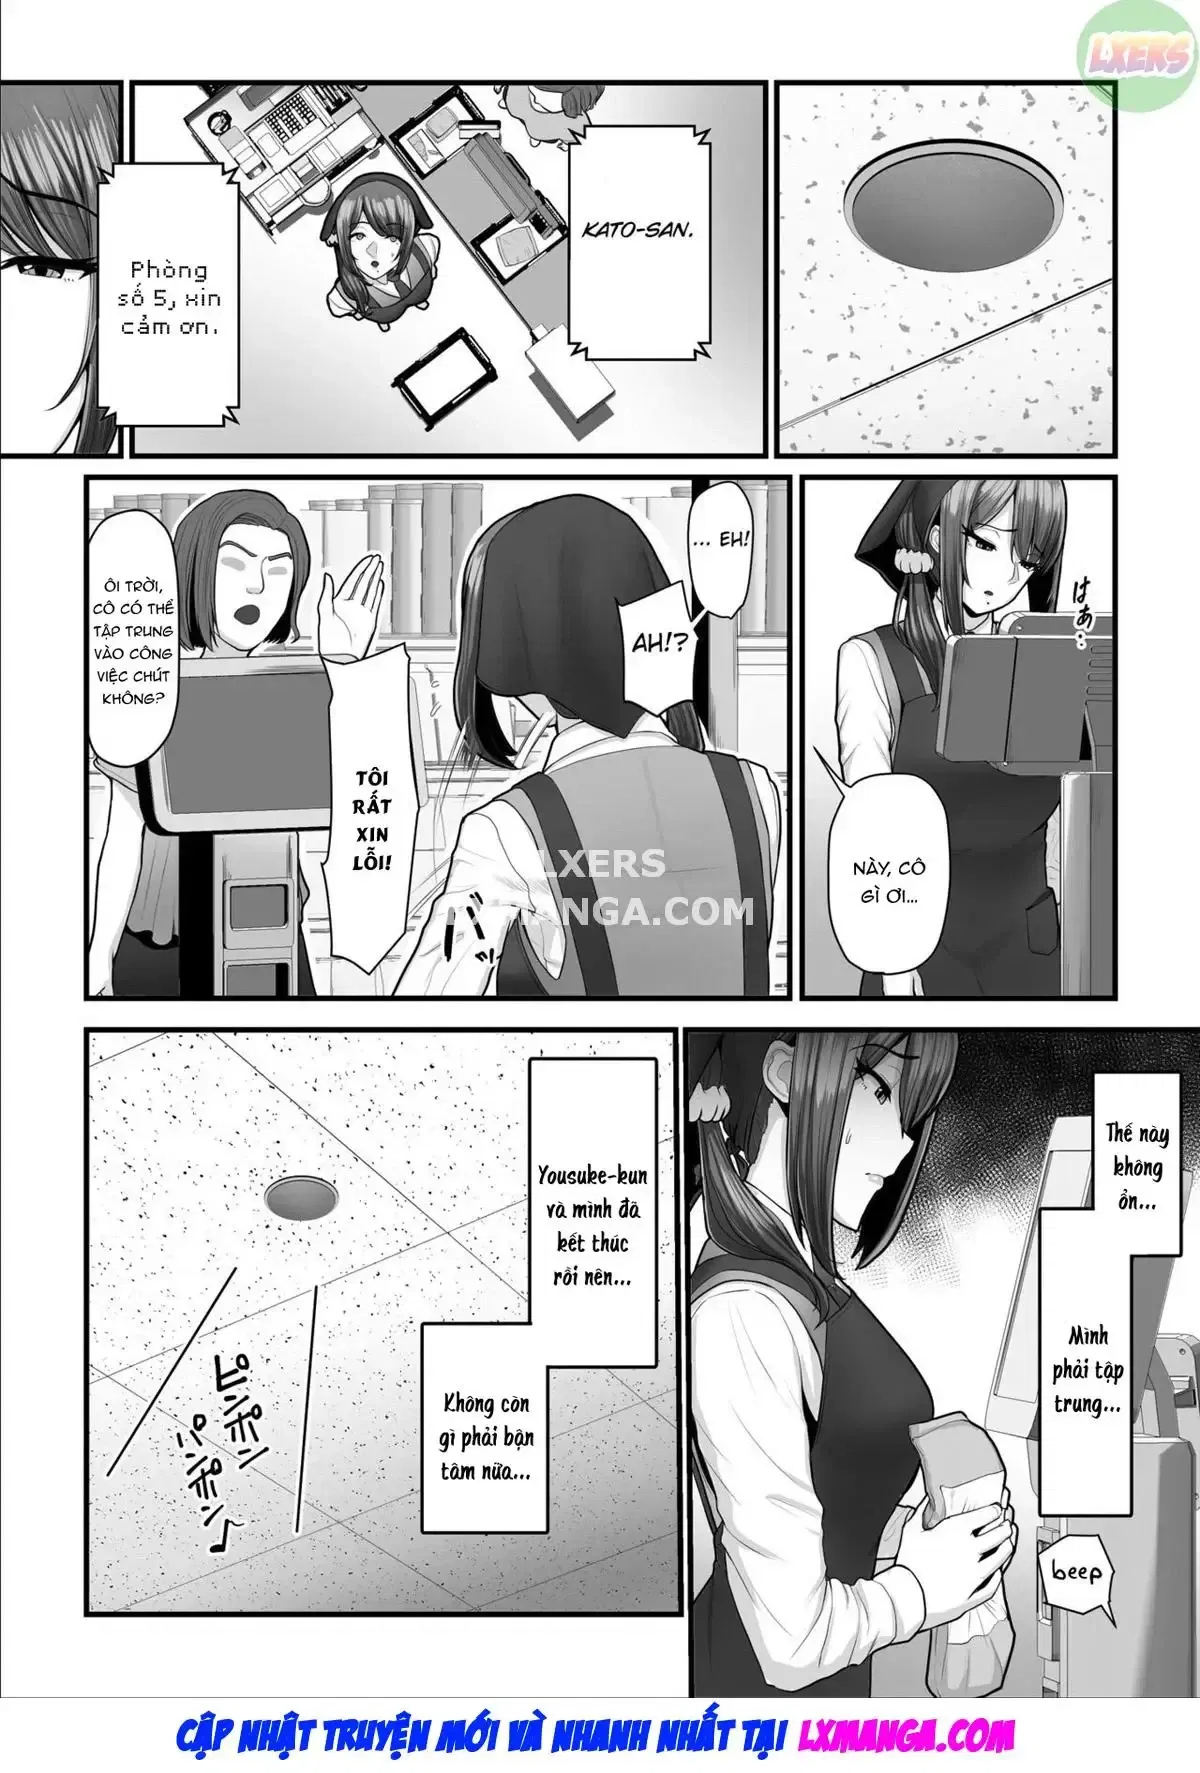 LXERS
はぁ…
NÀY, CÔ
GÌ ƠI...
... EH!
AH!?
TÔI
RẤT
XIN
LỖI!
ÔI TRỜI,
CÔ CÓ THỂ
TẬP TRUNG
VÀO CÔNG
VIỆC CHÚT
KHÔNG?
Thế này
không
ổn...
Mình
phải tập
trung...
beep
Yousuke-kun
và mình đã
kết thúc
rồi nên...
Không còn
gì phải bận
tâm nữa...
ピンポン
パンポン♪
KATO-SAN.
Phòng
số 5, xin
cảm ơn.
LXERS
MANGA.COM
CẬP NHẬT TRUYỆN MỚI VÀ NHANH NHẤT TẠI LXMANGA.COM